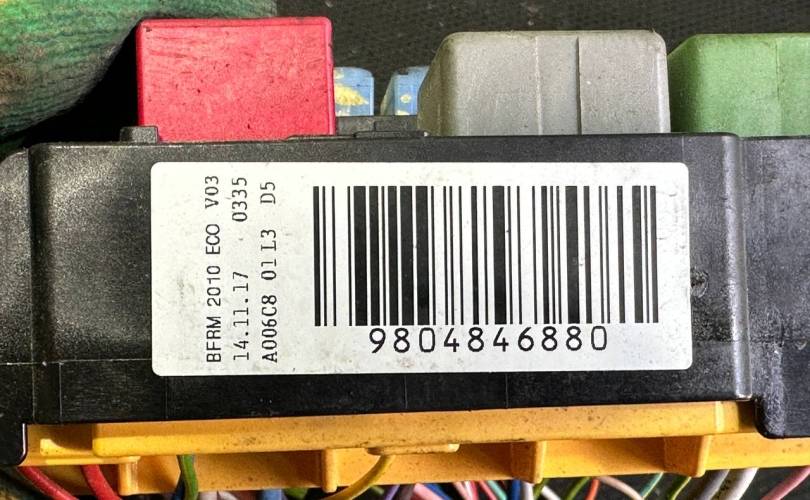 BFRM 2010 ECO V03
14.11.17 0335
A006C8 01L3 D5
9804846880